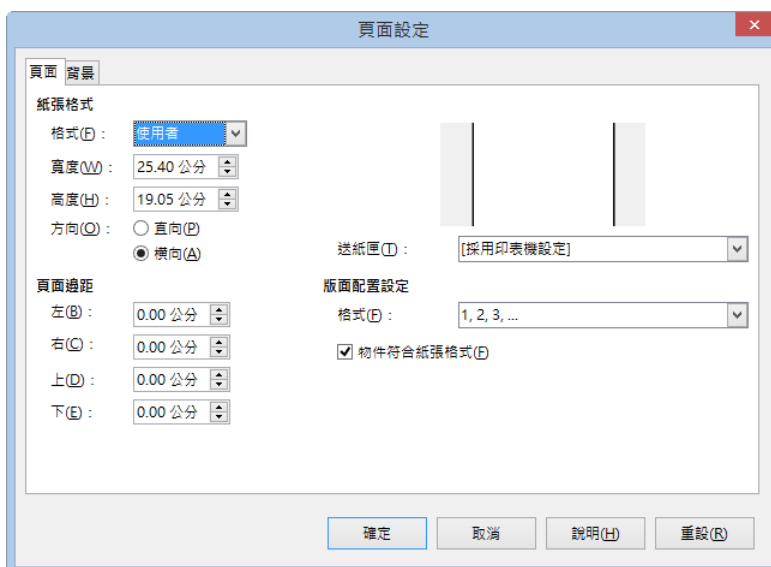 頁面設定
頁面 背景
紙張格式
格式(F)： 使用者
寬度(W)： 25.40 公分
高度(H)： 19.05 公分
方向(O)： 直向(P)
橫向(A)
送紙匣(T)： [採用印表機設定]
頁面邊距
左(B)： 0.00 公分
右(C)： 0.00 公分
上(D)： 0.00 公分
下(E)： 0.00 公分
版面配置設定
格式(F)： 1, 2, 3, ...
物件符合紙張格式(F)
確定 取消 說明(H) 重設(R)